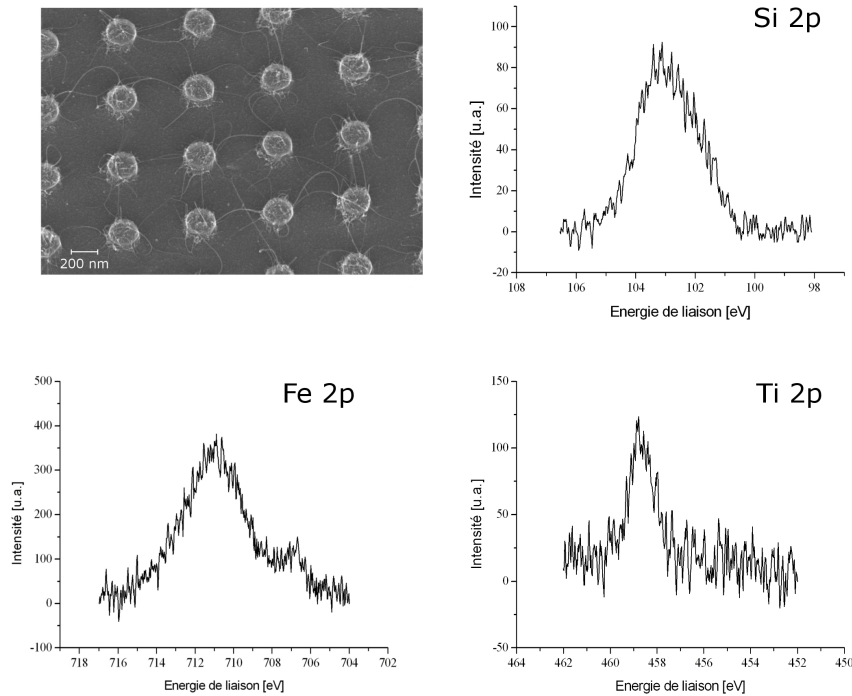 200 nm
Si 2p
Intensité [u.a.]
100
80
60
40
20
0
-20
108 106 104 102 100 98
Energie de liaison [eV]
Fe 2p
Intensité [u.a.]
500
400
300
200
100
0
-100
718 716 714 712 710 708 706 704 702
Energie de liaison [eV]
Ti 2p
Intensité [u.a.]
150
100
50
0
-50
464 462 460 458 456 454 452 450
Energie de liaison [eV]